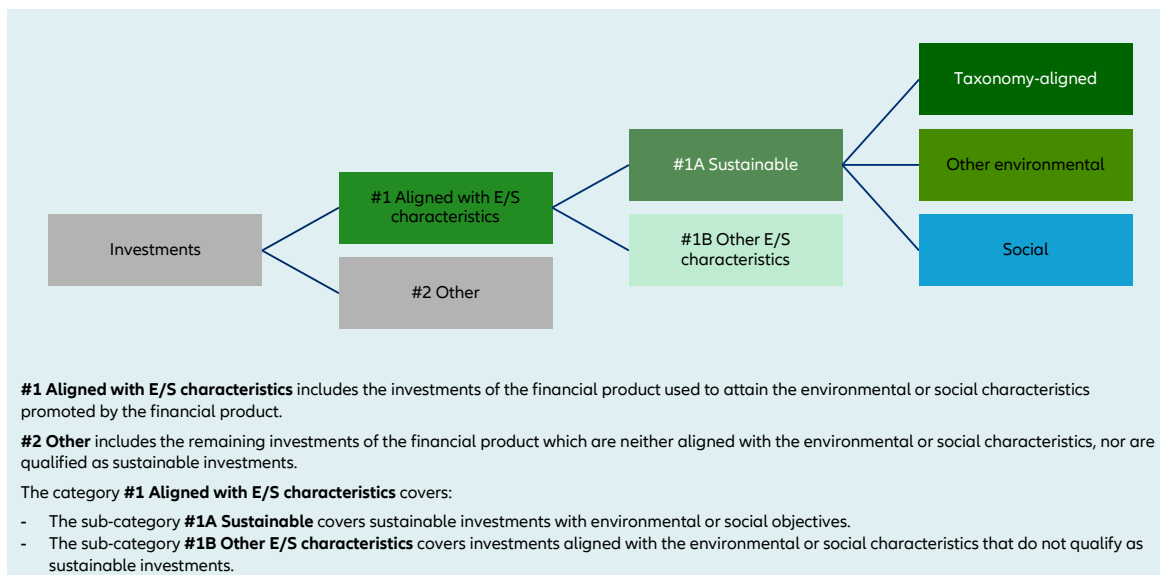 Taxonomy-aligned
#1A Sustainable
Other environmental
#1 Aligned with E/S
characteristics
Investments
#1B Other E/S
characteristics
Social
#2 Other
#1 Aligned with E/S characteristics includes the investments of the financial product used to attain the environmental or social characteristics
promoted by the financial product.
#2 Other includes the remaining investments of the financial product which are neither aligned with the environmental or social characteristics, nor are
qualified as sustainable investments.
The category #1 Aligned with E/S characteristics covers:
- The sub-category #1A Sustainable covers sustainable investments with environmental or social objectives.
- The sub-category #1B Other E/S characteristics covers investments aligned with the environmental or social characteristics that do not qualify as
sustainable investments.